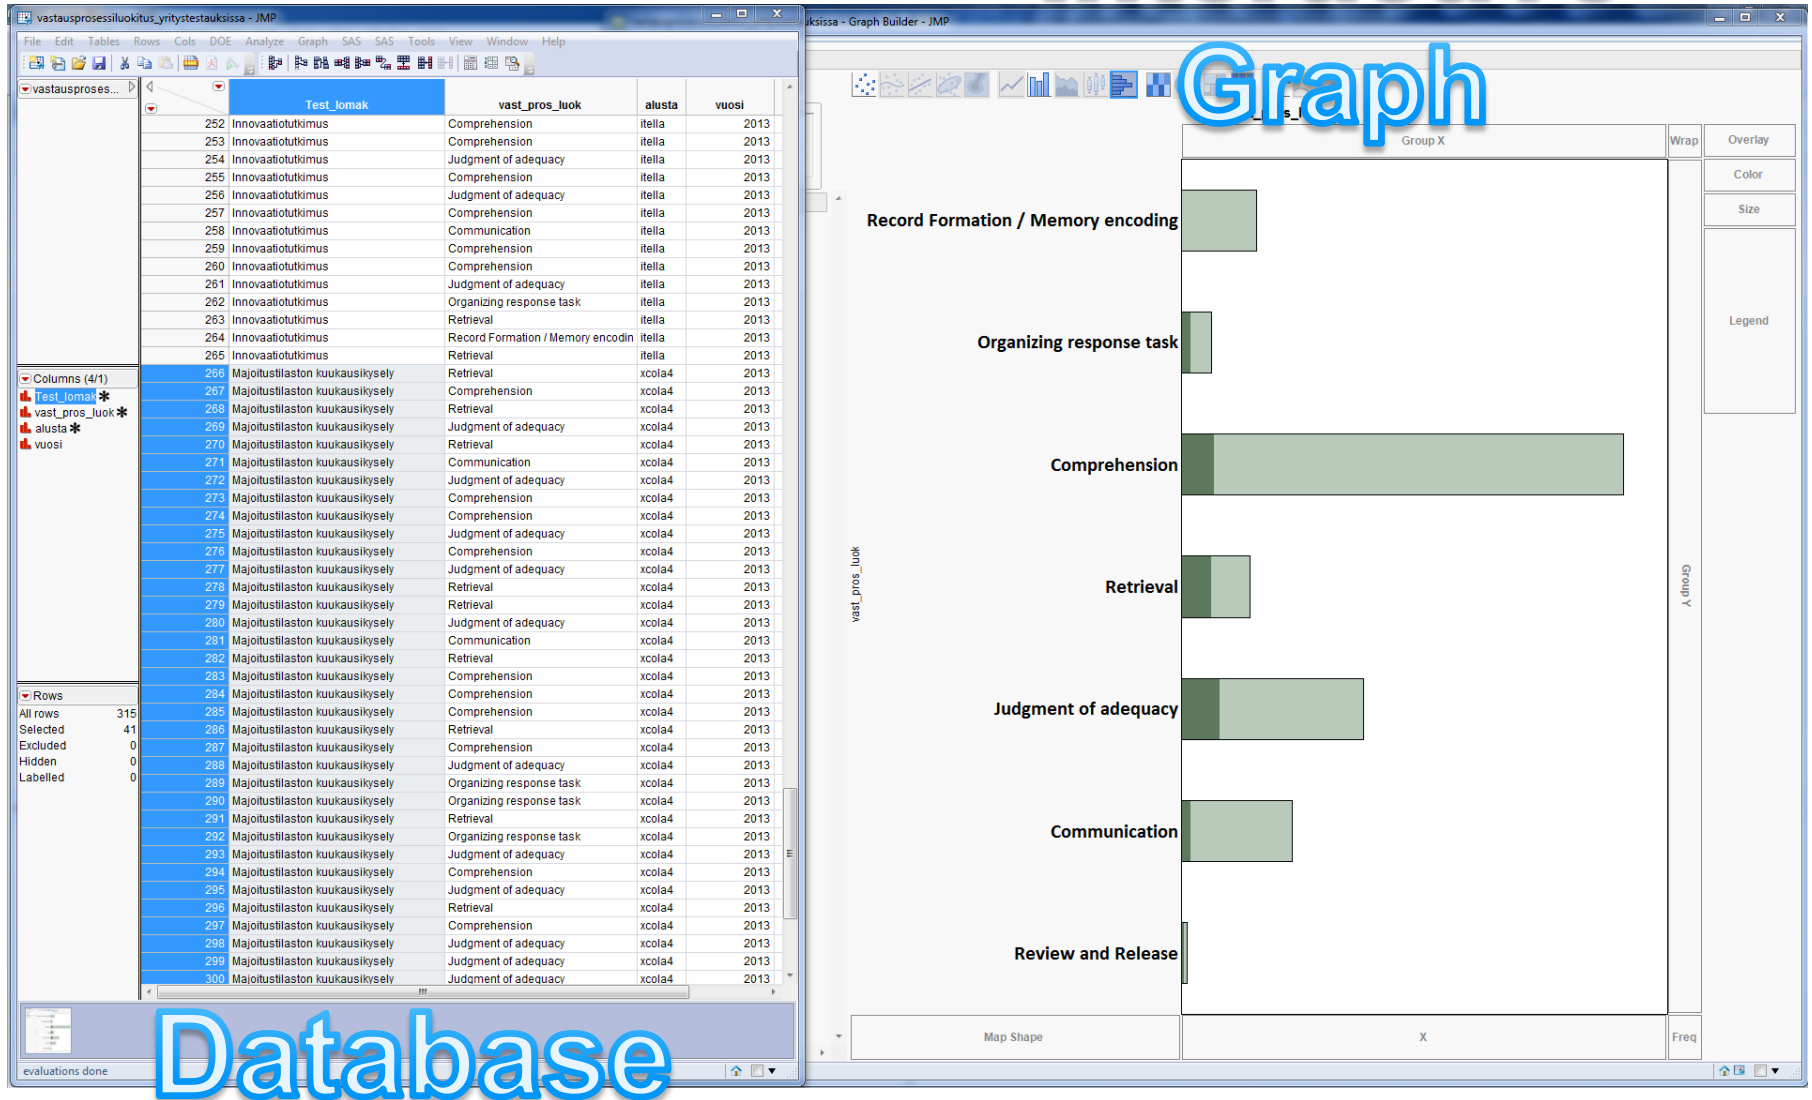 vastausprosessiluokitus_yritystestauksissa - JMP
File Edit Tables Rows Cols DOE Analyze Graph SAS SAS Tools View Window Help
vastausproses...
Test_lomak vast_pros_luok alusta vuosi
252 Innovaatiotutkimus Comprehension itella 2013
253 Innovaatiotutkimus Comprehension itella 2013
254 Innovaatiotutkimus Judgment of adequacy itella 2013
255 Innovaatiotutkimus Comprehension itella 2013
256 Innovaatiotutkimus Judgment of adequacy itella 2013
257 Innovaatiotutkimus Comprehension itella 2013
258 Innovaatiotutkimus Communication itella 2013
259 Innovaatiotutkimus Comprehension itella 2013
260 Innovaatiotutkimus Comprehension itella 2013
261 Innovaatiotutkimus Judgment of adequacy itella 2013
262 Innovaatiotutkimus Organizing response task itella 2013
263 Innovaatiotutkimus Retrieval itella 2013
264 Innovaatiotutkimus Record Formation / Memory encodin itella 2013
265 Innovaatiotutkimus Retrieval itella 2013
266 Majoitustilaston kuukausikysely Retrieval xcola4 2013
267 Majoitustilaston kuukausikysely Comprehension xcola4 2013
268 Majoitustilaston kuukausikysely Retrieval xcola4 2013
269 Majoitustilaston kuukausikysely Judgment of adequacy xcola4 2013
270 Majoitustilaston kuukausikysely Retrieval xcola4 2013
271 Majoitustilaston kuukausikysely Communication xcola4 2013
272 Majoitustilaston kuukausikysely Judgment of adequacy xcola4 2013
273 Majoitustilaston kuukausikysely Comprehension xcola4 2013
274 Majoitustilaston kuukausikysely Comprehension xcola4 2013
275 Majoitustilaston kuukausikysely Judgment of adequacy xcola4 2013
276 Majoitustilaston kuukausikysely Comprehension xcola4 2013
277 Majoitustilaston kuukausikysely Judgment of adequacy xcola4 2013
278 Majoitustilaston kuukausikysely Retrieval xcola4 2013
279 Majoitustilaston kuukausikysely Retrieval xcola4 2013
280 Majoitustilaston kuukausikysely Judgment of adequacy xcola4 2013
281 Majoitustilaston kuukausikysely Communication xcola4 2013
282 Majoitustilaston kuukausikysely Retrieval xcola4 2013
283 Majoitustilaston kuukausikysely Comprehension xcola4 2013
284 Majoitustilaston kuukausikysely Comprehension xcola4 2013
285 Majoitustilaston kuukausikysely Comprehension xcola4 2013
286 Majoitustilaston kuukausikysely Retrieval xcola4 2013
287 Majoitustilaston kuukausikysely Comprehension xcola4 2013
288 Majoitustilaston kuukausikysely Judgment of adequacy xcola4 2013
289 Majoitustilaston kuukausikysely Organizing response task xcola4 2013
290 Majoitustilaston kuukausikysely Organizing response task xcola4 2013
291 Majoitustilaston kuukausikysely Retrieval xcola4 2013
292 Majoitustilaston kuukausikysely Organizing response task xcola4 2013
293 Majoitustilaston kuukausikysely Judgment of adequacy xcola4 2013
294 Majoitustilaston kuukausikysely Comprehension xcola4 2013
295 Majoitustilaston kuukausikysely Judgment of adequacy xcola4 2013
296 Majoitustilaston kuukausikysely Retrieval xcola4 2013
297 Majoitustilaston kuukausikysely Comprehension xcola4 2013
298 Majoitustilaston kuukausikysely Judgment of adequacy xcola4 2013
299 Majoitustilaston kuukausikysely Judgment of adequacy xcola4 2013
300 Majoitustilaston kuukausikysely Judgment of adequacy xcola4 2013
Columns (4/1)
Test_lomak
vast_pros_luok
alusta
vuosi
Rows
All rows 315
Selected 41
Excluded 0
Hidden 0
Labelled 0
evaluations done
Database
uksissa - Graph Builder - JMP
Graph
Group X
Wrap
Overlay
Color
Size
Legend
Group Y
vast_pros_luok
Record Formation / Memory encoding
Organizing response task
Comprehension
Retrieval
Judgment of adequacy
Communication
Review and Release
Map Shape
X
Freq